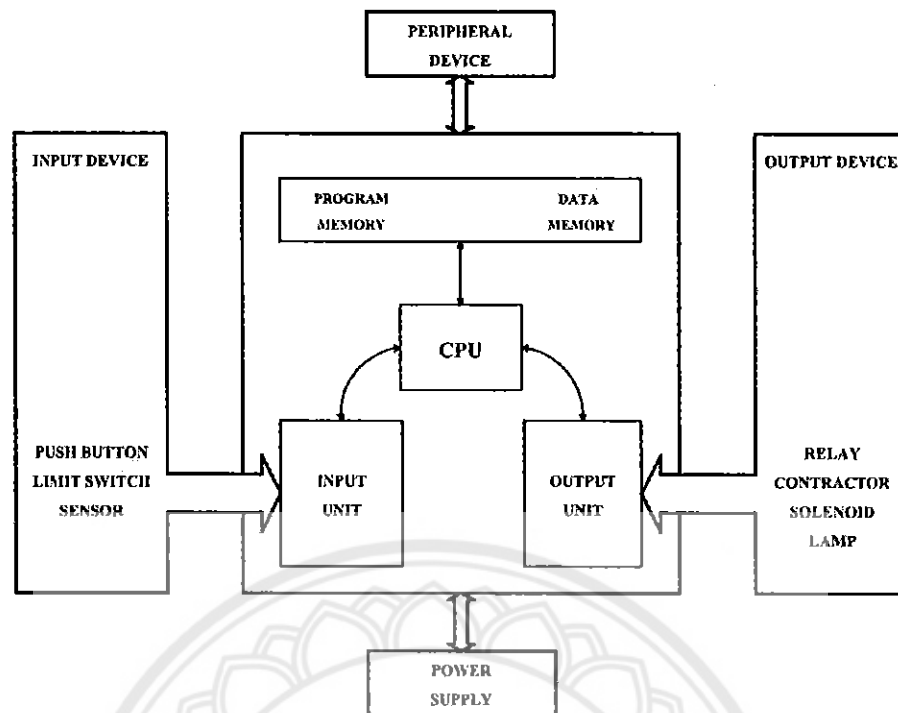 PERIPHERAL
DEVICE
INPUT DEVICE
OUTPUT DEVICE
PROGRAM
MEMORY
DATA
MEMORY
CPU
PUSH BUTTON
LIMIT SWITCH
SENSOR
INPUT
UNIT
OUTPUT
UNIT
RELAY
CONTRACTOR
SOLENOID
LAMP
POWER
SUPPLY